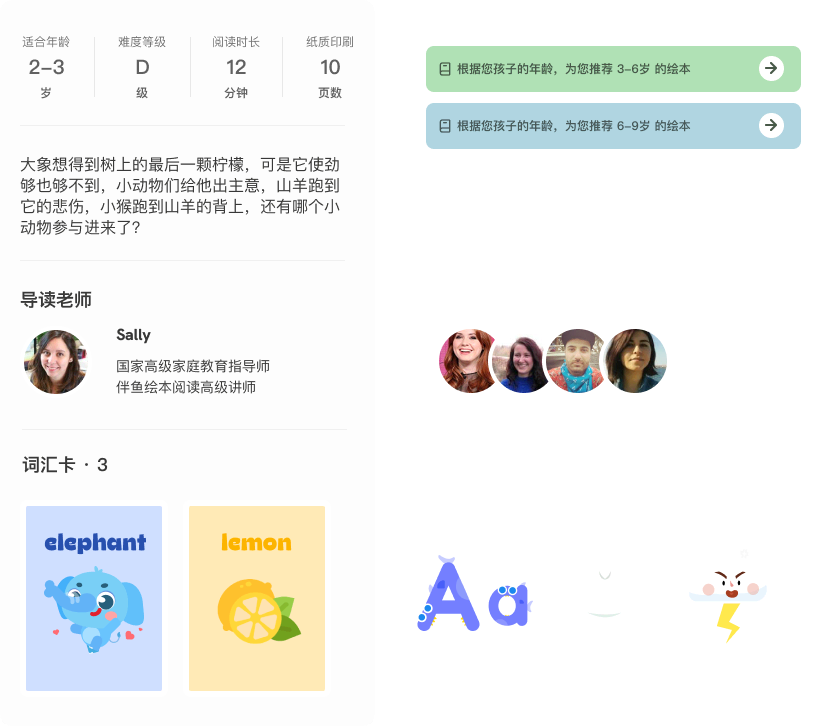 适合年龄 难度等级 阅读时长 纸质印刷
2-3 D 12 10
岁 级 分钟 页数
大象想得到树上的最后一颗柠檬，可是它使劲
够也够不到，小动物们给他出主意，山羊跑到
它的悲伤，小猴跑到山羊的背上，还有哪个小
动物参与进来了？
导读老师
Sally
国家高级家庭教育指导师
伴鱼绘本阅读高级讲师
词汇卡 · 3
elephant
lemon
根据您孩子的年龄，为您推荐 3-6岁 的绘本
根据您孩子的年龄，为您推荐 6-9岁 的绘本
Aa